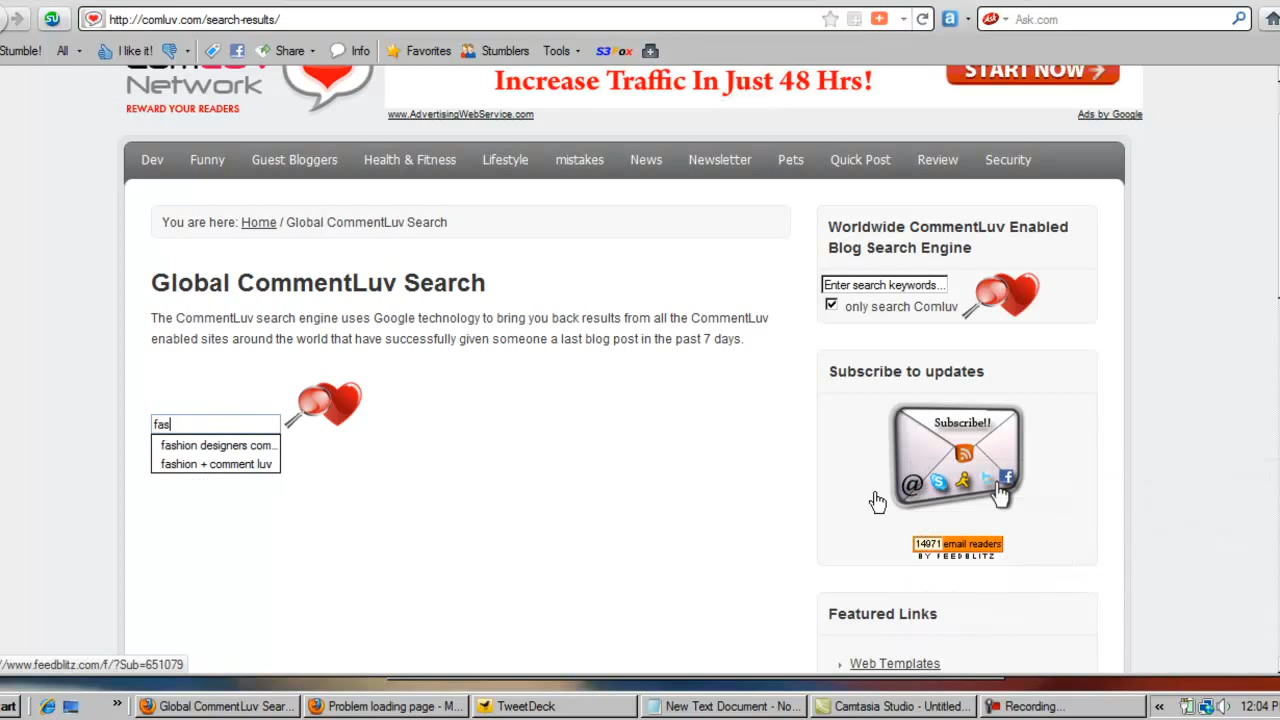 http://comluv.com/search-results/
Ask.com
Stumble! All I like it! Share Info Favorites Stumblers Tools S3Fox
Network
REWARD YOUR READERS
Increase Traffic In Just 48 Hrs!
START NOW
www.AdvertisingWebService.com
Ads by Google
Dev Funny Guest Bloggers Health & Fitness Lifestyle mistakes News Newsletter Pets Quick Post Review Security
You are here: Home / Global CommentLuv Search
Global CommentLuv Search
The CommentLuv search engine uses Google technology to bring you back results from all the CommentLuv
enabled sites around the world that have successfully given someone a last blog post in the past 7 days.
fas
fashion designers com...
fashion + comment luv
Worldwide CommentLuv Enabled
Blog Search Engine
Enter search keywords...
only search Comluv
Subscribe to updates
Subscribe!!
@
14971 email readers
BY FEEDBLITZ
Featured Links
Web Templates
/www.feedblitz.com/f/?Sub=651079
art
Global CommentLuv Sear...
Problem loading page - M...
TweetDeck
New Text Document - No...
Camtasia Studio - Untitled...
Recording...
12:04 P